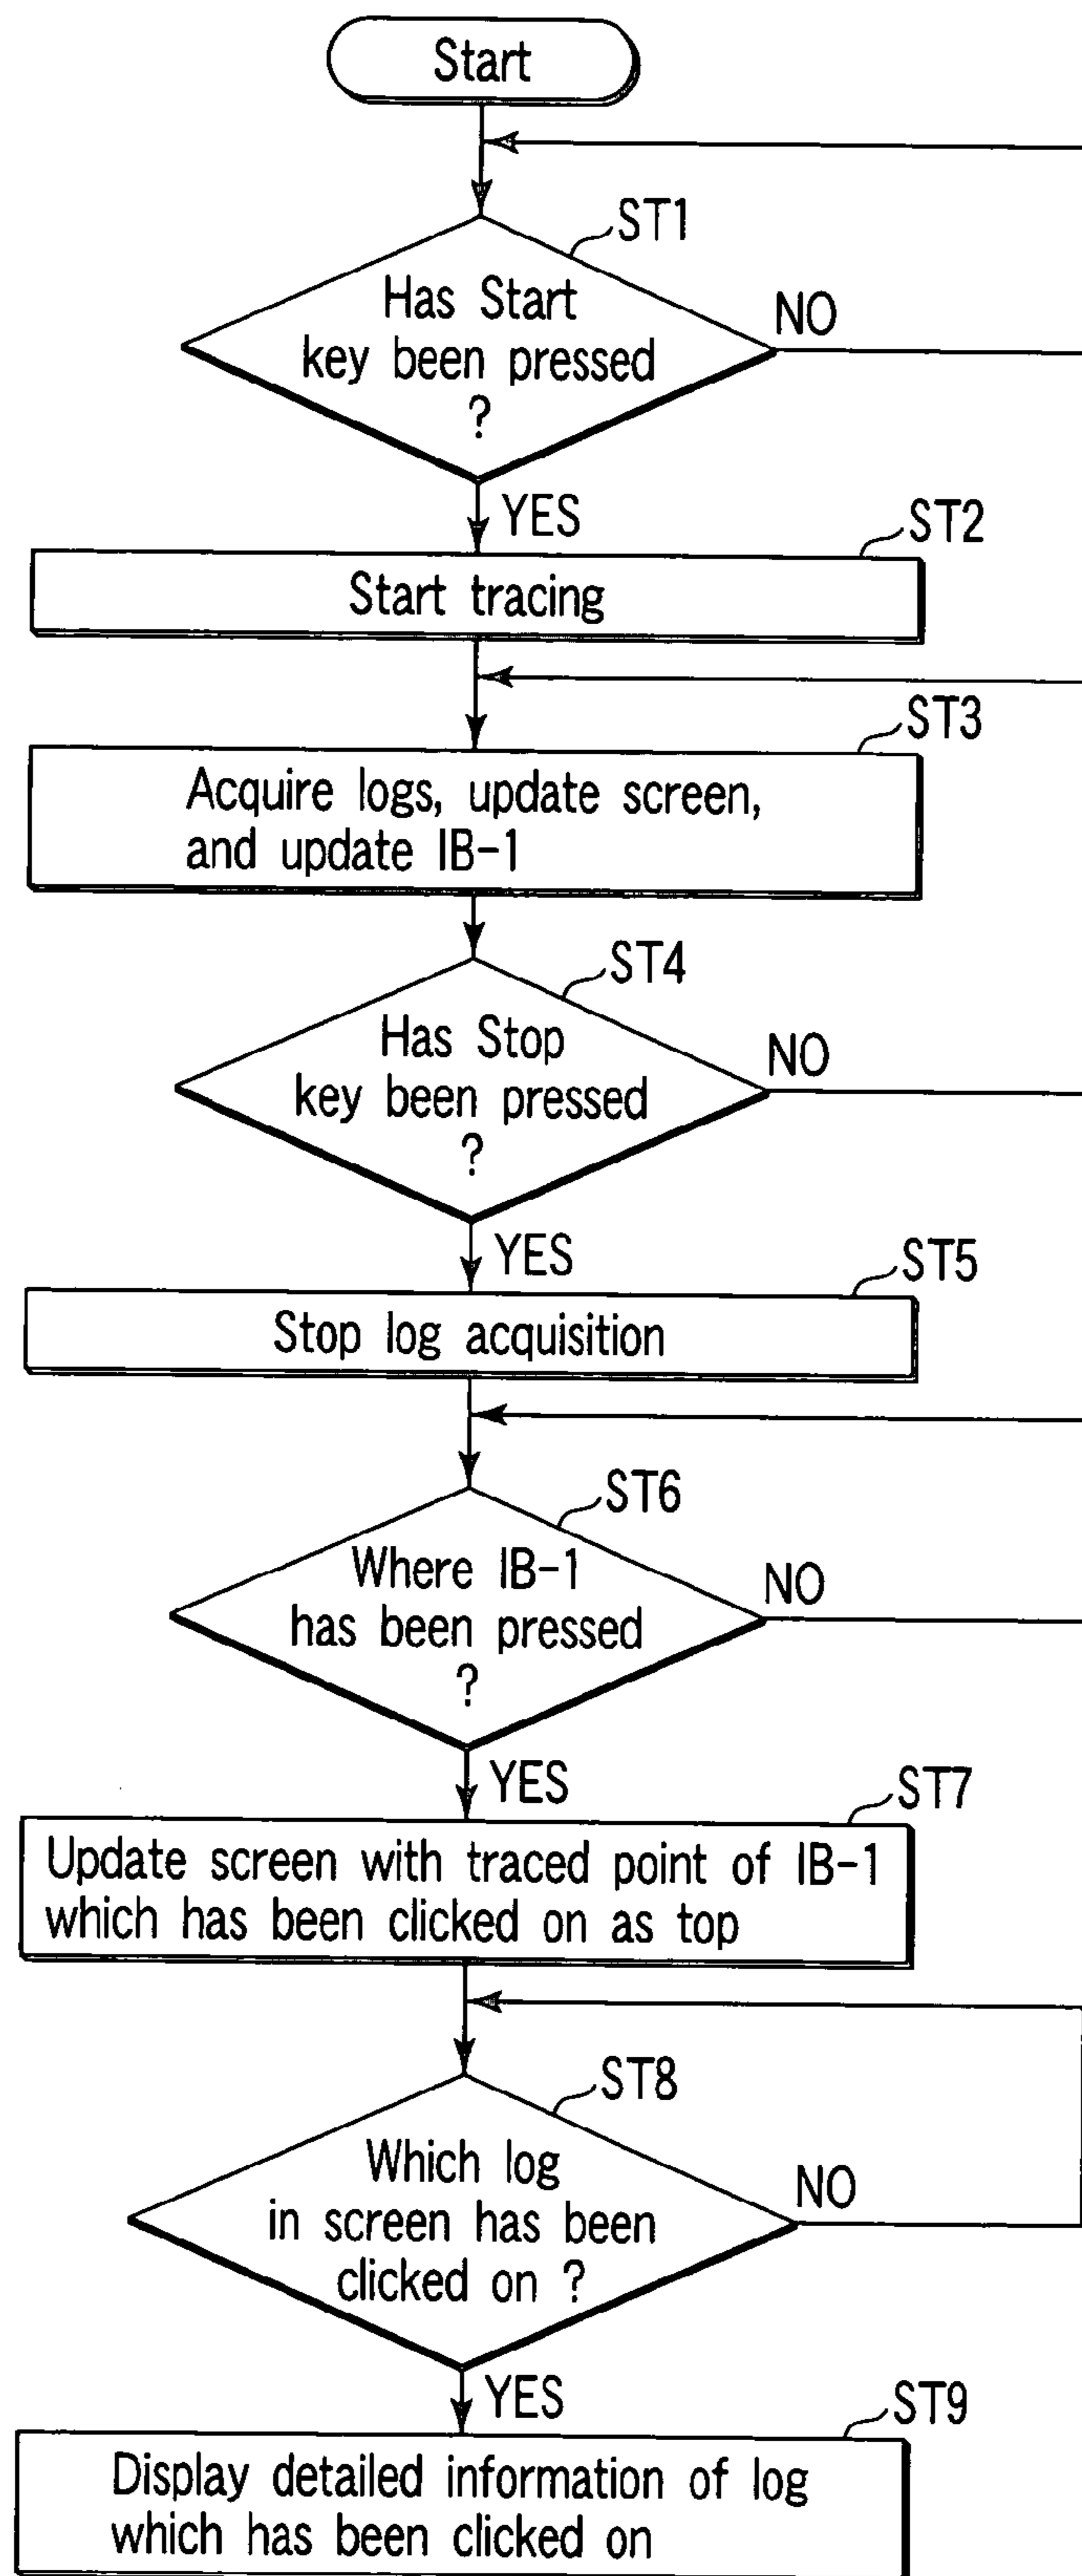 Start
ST1
Has Start
key been pressed
?
NO
YES
ST2
Start tracing
ST3
Acquire logs, update screen,
and update IB-1
ST4
Has Stop
key been pressed
?
NO
YES
ST5
Stop log acquisition
ST6
Where IB-1
has been pressed
?
NO
YES
ST7
Update screen with traced point of IB-1
which has been clicked on as top
ST8
Which log
in screen has been
clicked on ?
NO
YES
ST9
Display detailed information of log
which has been clicked on